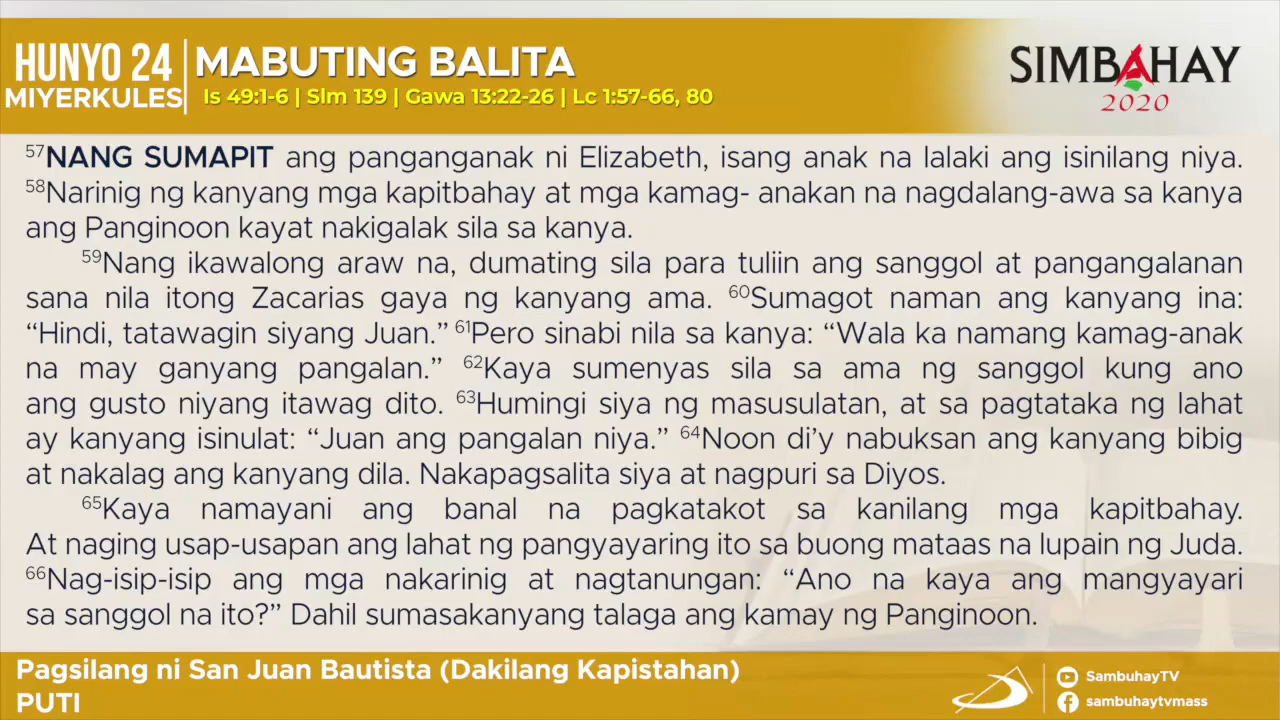 HUNYO 24
MIYERKULES
MABUTING BALITA
Is 49:1-6 | Slm 139 | Gawa 13:22-26 | Lc 1:57-66, 80
SIMBAHAY
2020
57NANG SUMAPIT ang panganganak ni Elizabeth, isang anak na lalaki ang isinilang niya.
58Narinig ng kanyang mga kapitbahay at mga kamag- anakan na nagdalang-awa sa kanya
ang Panginoon kayat nakigalak sila sa kanya.
59Nang ikawalong araw na, dumating sila para tuliin ang sanggol at pangangalanan
sana nila itong Zacarias gaya ng kanyang ama. 60Sumagot naman ang kanyang ina:
“Hindi, tatawagin siyang Juan.” 61Pero sinabi nila sa kanya: “Wala ka namang kamag-anak
na may ganyang pangalan.” 62Kaya sumenyas sila sa ama ng sanggol kung ano
ang gusto niyang itawag dito. 63Humingi siya ng masusulatan, at sa pagtataka ng lahat
ay kanyang isinulat: “Juan ang pangalan niya.” 64Noon di’y nabuksan ang kanyang bibig
at nakalag ang kanyang dila. Nakapagsalita siya at nagpuri sa Diyos.
65Kaya namayani ang banal na pagkatakot sa kanilang mga kapitbahay.
At naging usap-usapan ang lahat ng pangyayaring ito sa buong mataas na lupain ng Juda.
66Nag-isip-isip ang mga nakarinig at nagtanungan: “Ano na kaya ang mangyayari
sa sanggol na ito?” Dahil sumasakanyang talaga ang kamay ng Panginoon.
Pagsilang ni San Juan Bautista (Dakilang Kapistahan)
PUTI
SambuhayTV
sambuhaytvmass